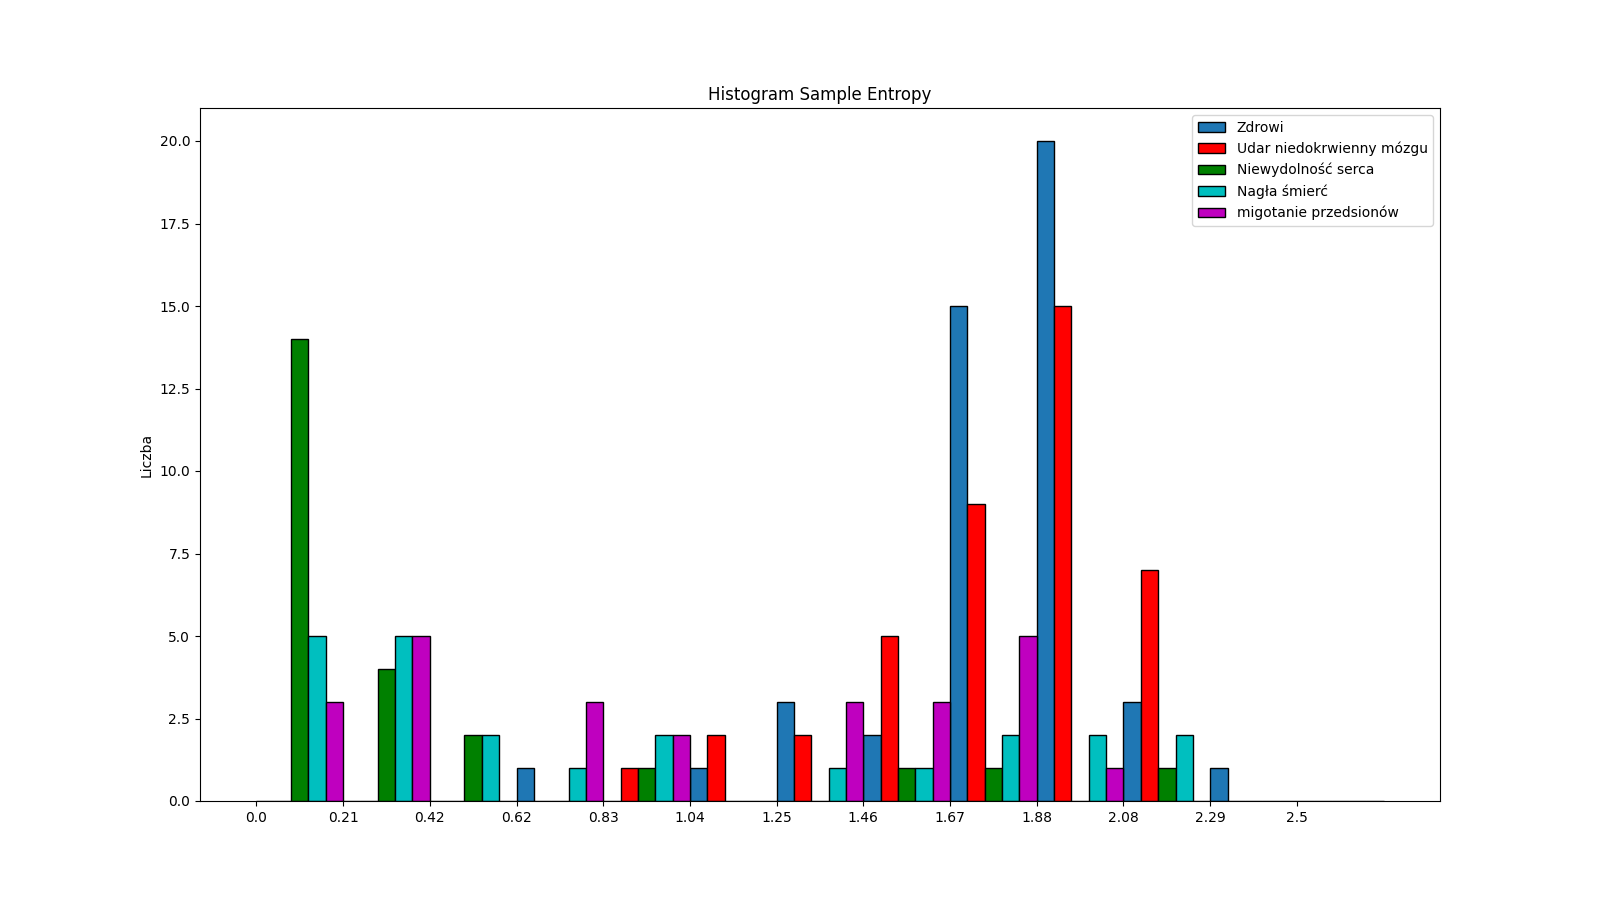 Histogram Sample Entropy
Zdrowi
Udar niedokrwienny mózgu
Niewydolność serca
Nagła śmierć
migotanie przedsionów
Liczba
20.0
17.5
15.0
12.5
10.0
7.5
5.0
2.5
0.0
0.0 0.21 0.42 0.62 0.83 1.04 1.25 1.46 1.67 1.88 2.08 2.29 2.5